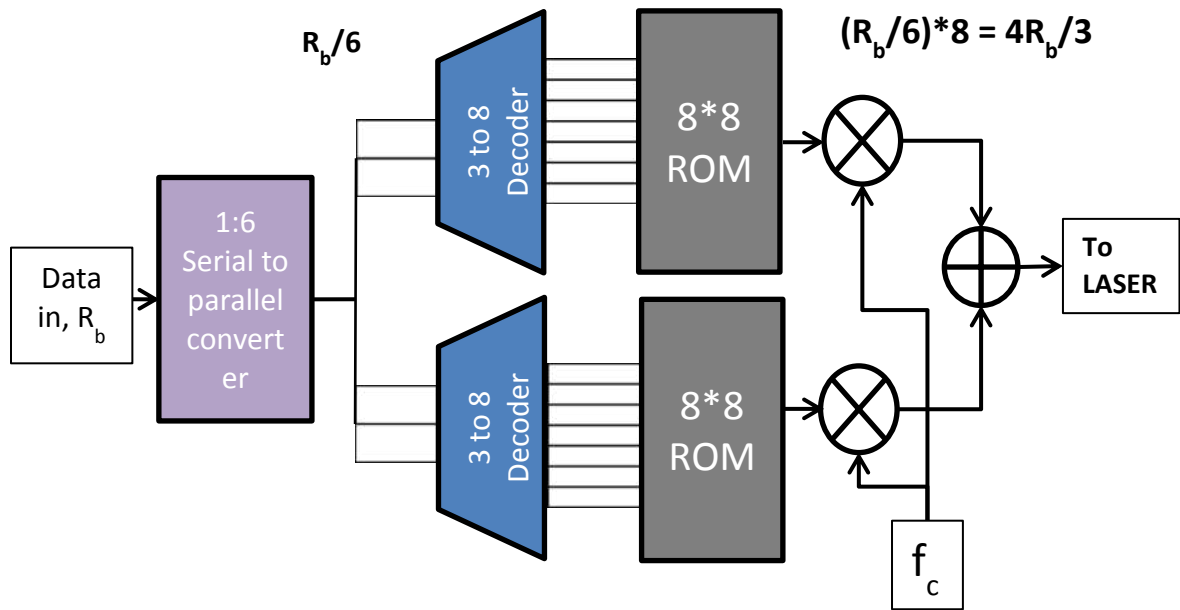 R_b/6
(R_b/6)*8 = 4R_b/3
3 to 8
Decoder
8*8
ROM
1:6
Serial to
parallel
convert
er
Data
in, R_b
To
LASER
3 to 8
Decoder
8*8
ROM
f_c